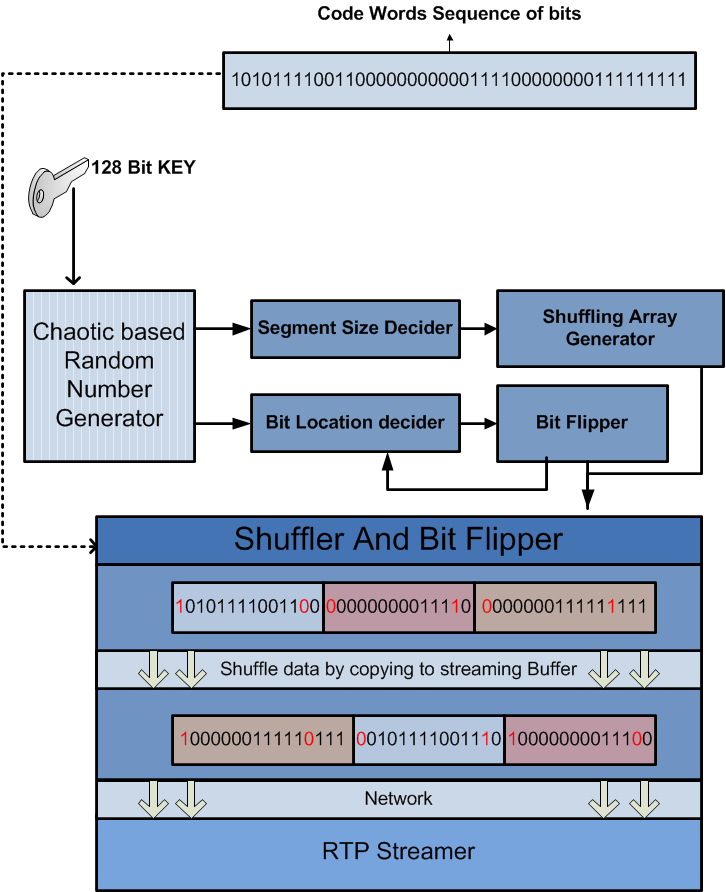 Code Words Sequence of bits
10101111001100000000000111100000000111111111
128 Bit KEY
Chaotic based
Random
Number
Generator
Segment Size Decider
Shuffling Array
Generator
Bit Location decider
Bit Flipper
Shuffler And Bit Flipper
10101111001100 00000000011110 0000000111111111
Shuffle data by copying to streaming Buffer
1000000111110111 00101111001110 10000000011100
Network
RTP Streamer